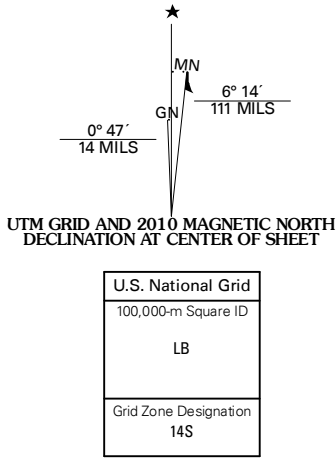 ★
MN
GN
6° 14´
111 MILS
0° 47´
14 MILS
UTM GRID AND 2010 MAGNETIC NORTH
DECLINATION AT CENTER OF SHEET
U.S. National Grid
100,000-m Square ID
LB
Grid Zone Designation
14S